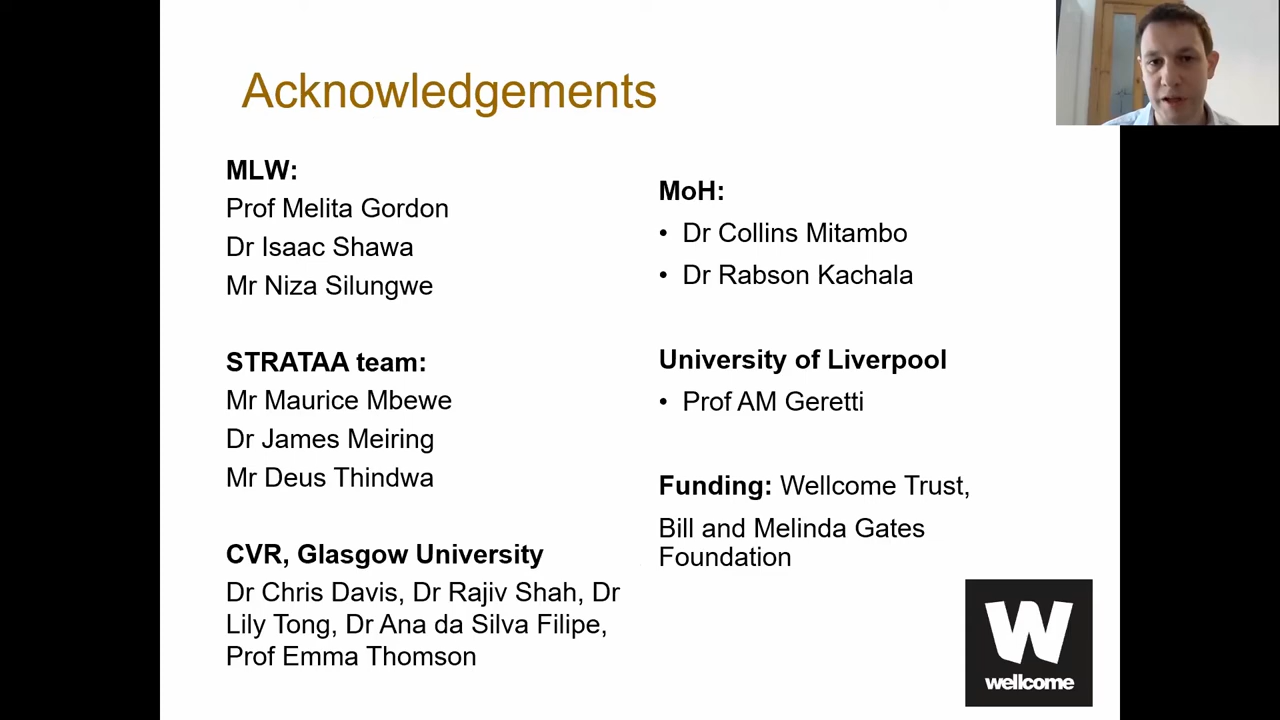 Acknowledgements
MLW:
Prof Melita Gordon
Dr Isaac Shawa
Mr Niza Silungwe
STRATAA team:
Mr Maurice Mbewe
Dr James Meiring
Mr Deus Thindwa
CVR, Glasgow University
Dr Chris Davis, Dr Rajiv Shah, Dr
Lily Tong, Dr Ana da Silva Filipe,
Prof Emma Thomson
MoH:
• Dr Collins Mitambo
• Dr Rabson Kachala
University of Liverpool
• Prof AM Geretti
Funding: Wellcome Trust,
Bill and Melinda Gates
Foundation
W
wellcome